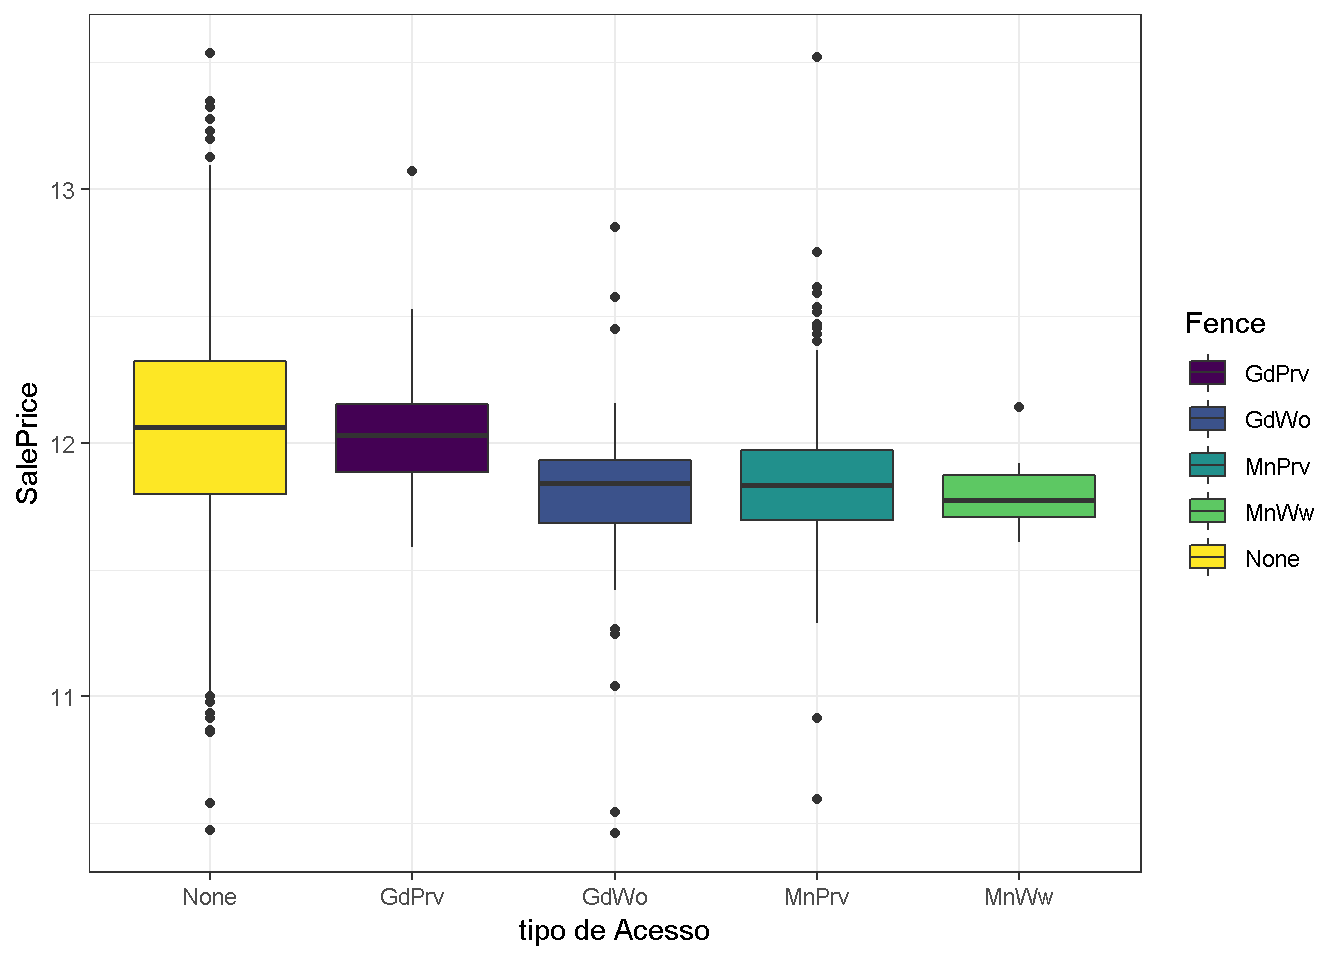 SalePrice
13
12
11
None GdPrv GdWo MnPrv MnWw
tipo de Acesso
Fence
GdPrv
GdWo
MnPrv
MnWw
None